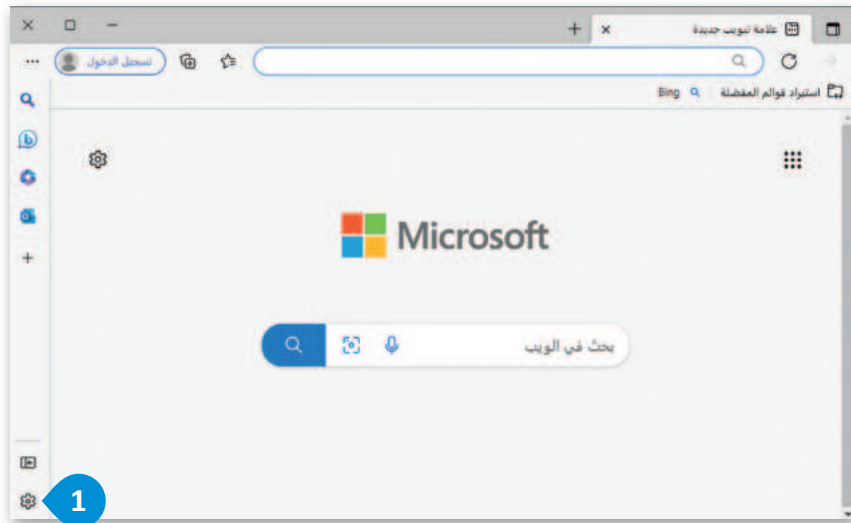 علامة تبويب جديدة
تسجيل الدخول
استيراد قوائم المفضلة
Bing
Microsoft
بحث في الويب
1